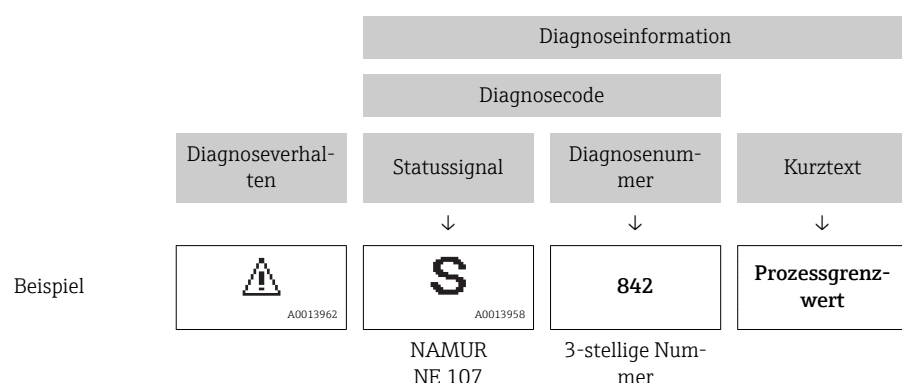 Diagnoseinformation
Diagnosecode
Diagnoseverhal-
ten
Statussignal
Diagnosenum-
mer
Kurztext
↓ ↓ ↓
Beispiel
A0013962
S
A0013958
842
Prozessgrenz-
wert
NAMUR
NE 107
3-stellige Num-
mer